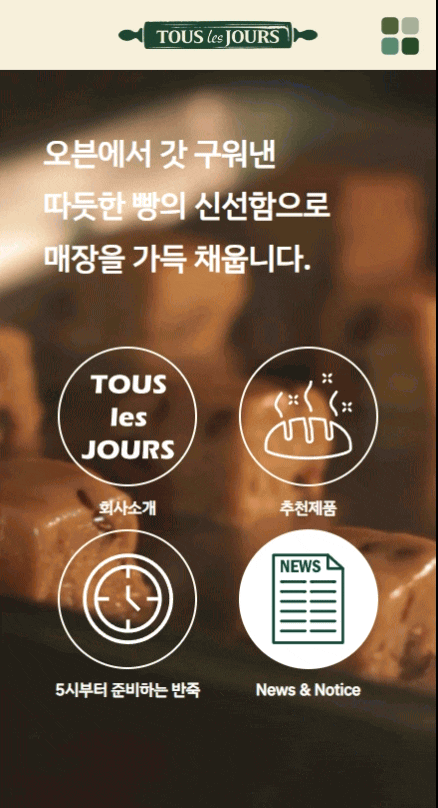 TOUS les JOURS
오븐에서 갓 구워낸
따듯한 빵의 신선함으로
매장을 가득 채웁니다.
TOUS
les
JOURS
회사소개
추천제품
NEWS
5시부터 준비하는 반죽
News & Notice